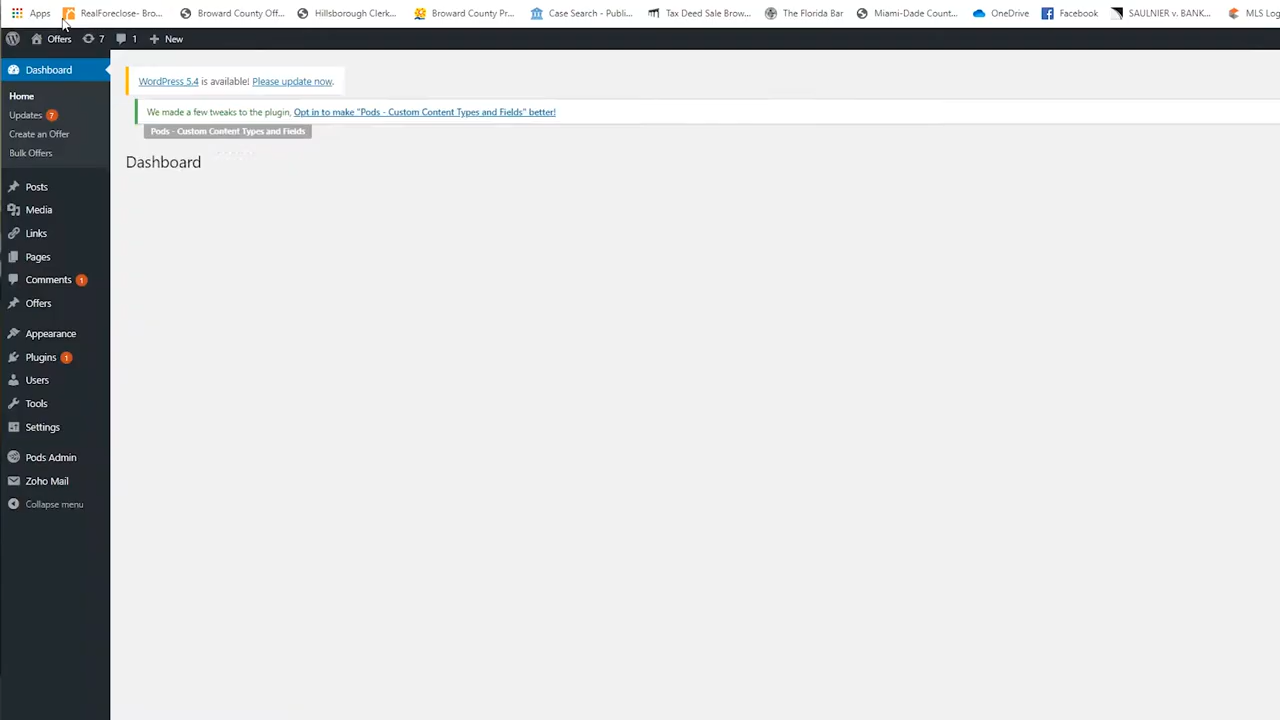 Apps RealForeclose- Bro... Broward County Off... Hillsborough Clerk... Broward County Pr... Case Search - Publi... Tax Deed Sale Brow... The Florida Bar Miami-Dade Count... OneDrive Facebook SAULNIER v. BANK... MLS Log
Offers 7 1 New
Dashboard
WordPress 5.4 is available! Please update now.
Home
Updates 7
We made a few tweaks to the plugin, Opt in to make "Pods - Custom Content Types and Fields" better!
Pods - Custom Content Types and Fields
Create an Offer
Bulk Offers
Dashboard
Posts
Media
Links
Pages
Comments 1
Offers
Appearance
Plugins 1
Users
Tools
Settings
Pods Admin
Zoho Mail
Collapse menu